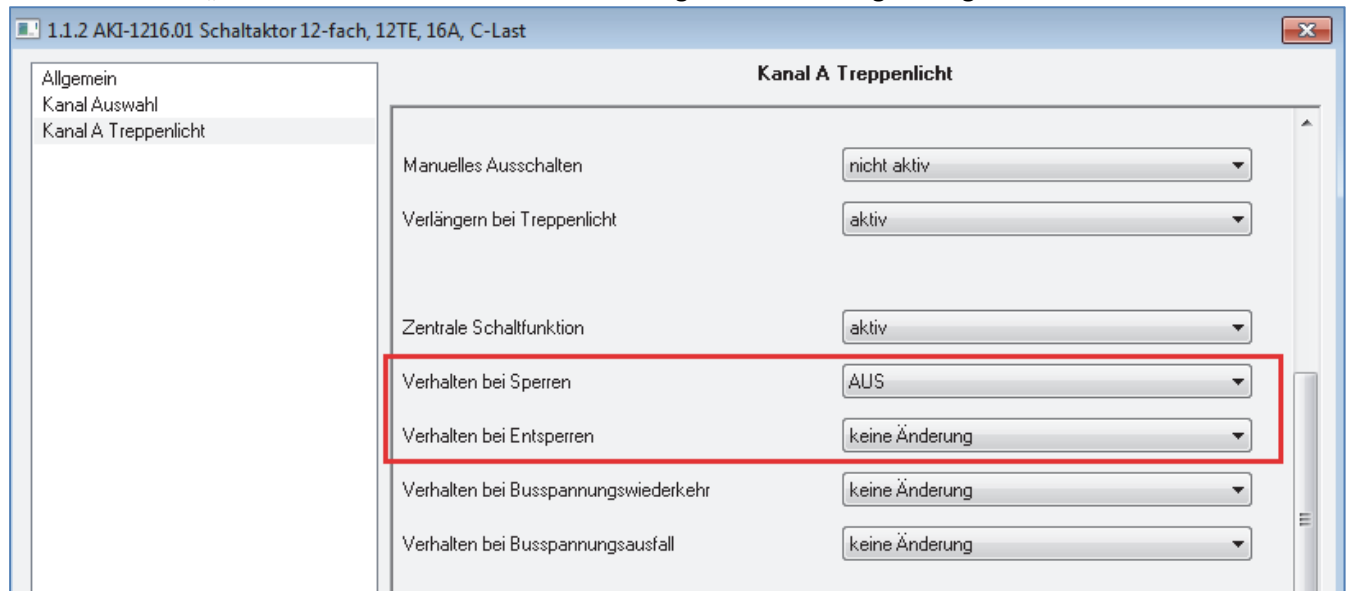 1.1.2 AKI-1216.01 Schaltaktor 12-fach, 12TE, 16A, C-Last
Allgemein
Kanal Auswahl
Kanal A Treppenlicht
Kanal A Treppenlicht
Manuelles Ausschalten nicht aktiv
Verlängern bei Treppenlicht aktiv
Zentrale Schaltfunktion aktiv
Verhalten bei Sperren AUS
Verhalten bei Entsperren keine Änderung
Verhalten bei Busspannungswiederkehr keine Änderung
Verhalten bei Busspannungsausfall keine Änderung